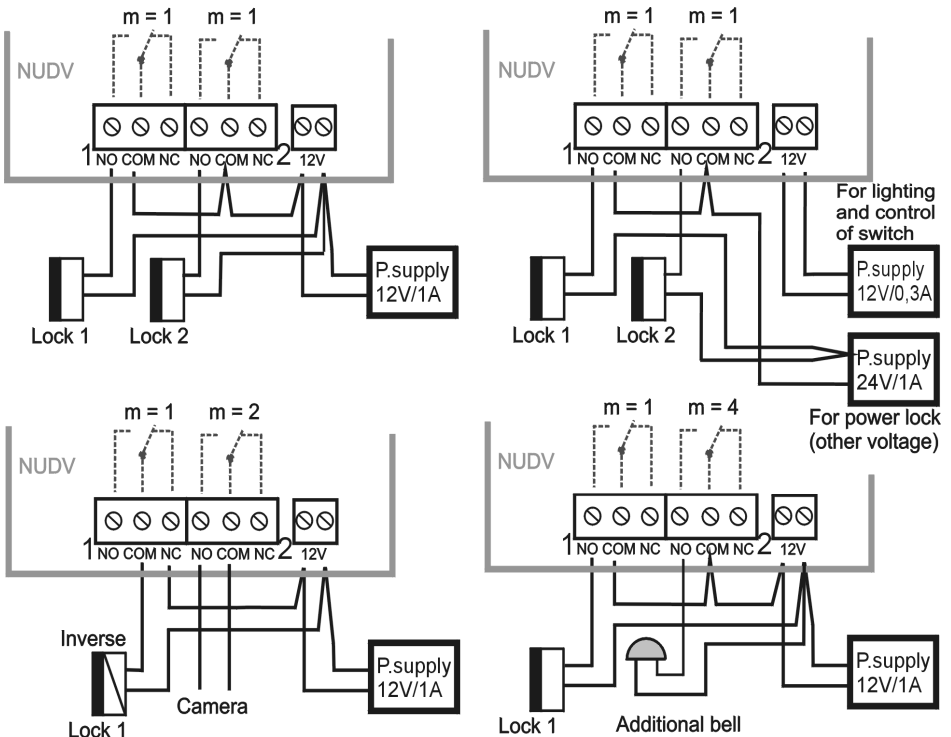 m = 1 m = 1
NUDV
1 NO COM NC NO COM NC 2 12V
P.supply
12V/1A
Lock 1 Lock 2
m = 1 m = 1
NUDV
1 NO COM NC NO COM NC 2 12V
For lighting
and control
of switch
P.supply
12V/0,3A
P.supply
24V/1A
Lock 1 Lock 2
For power lock
(other voltage)
m = 1 m = 2
NUDV
1 NO COM NC NO COM NC 2 12V
Inverse
P.supply
12V/1A
Camera
Lock 1
m = 1 m = 4
NUDV
1 NO COM NC NO COM NC 2 12V
P.supply
12V/1A
Lock 1 Additional bell